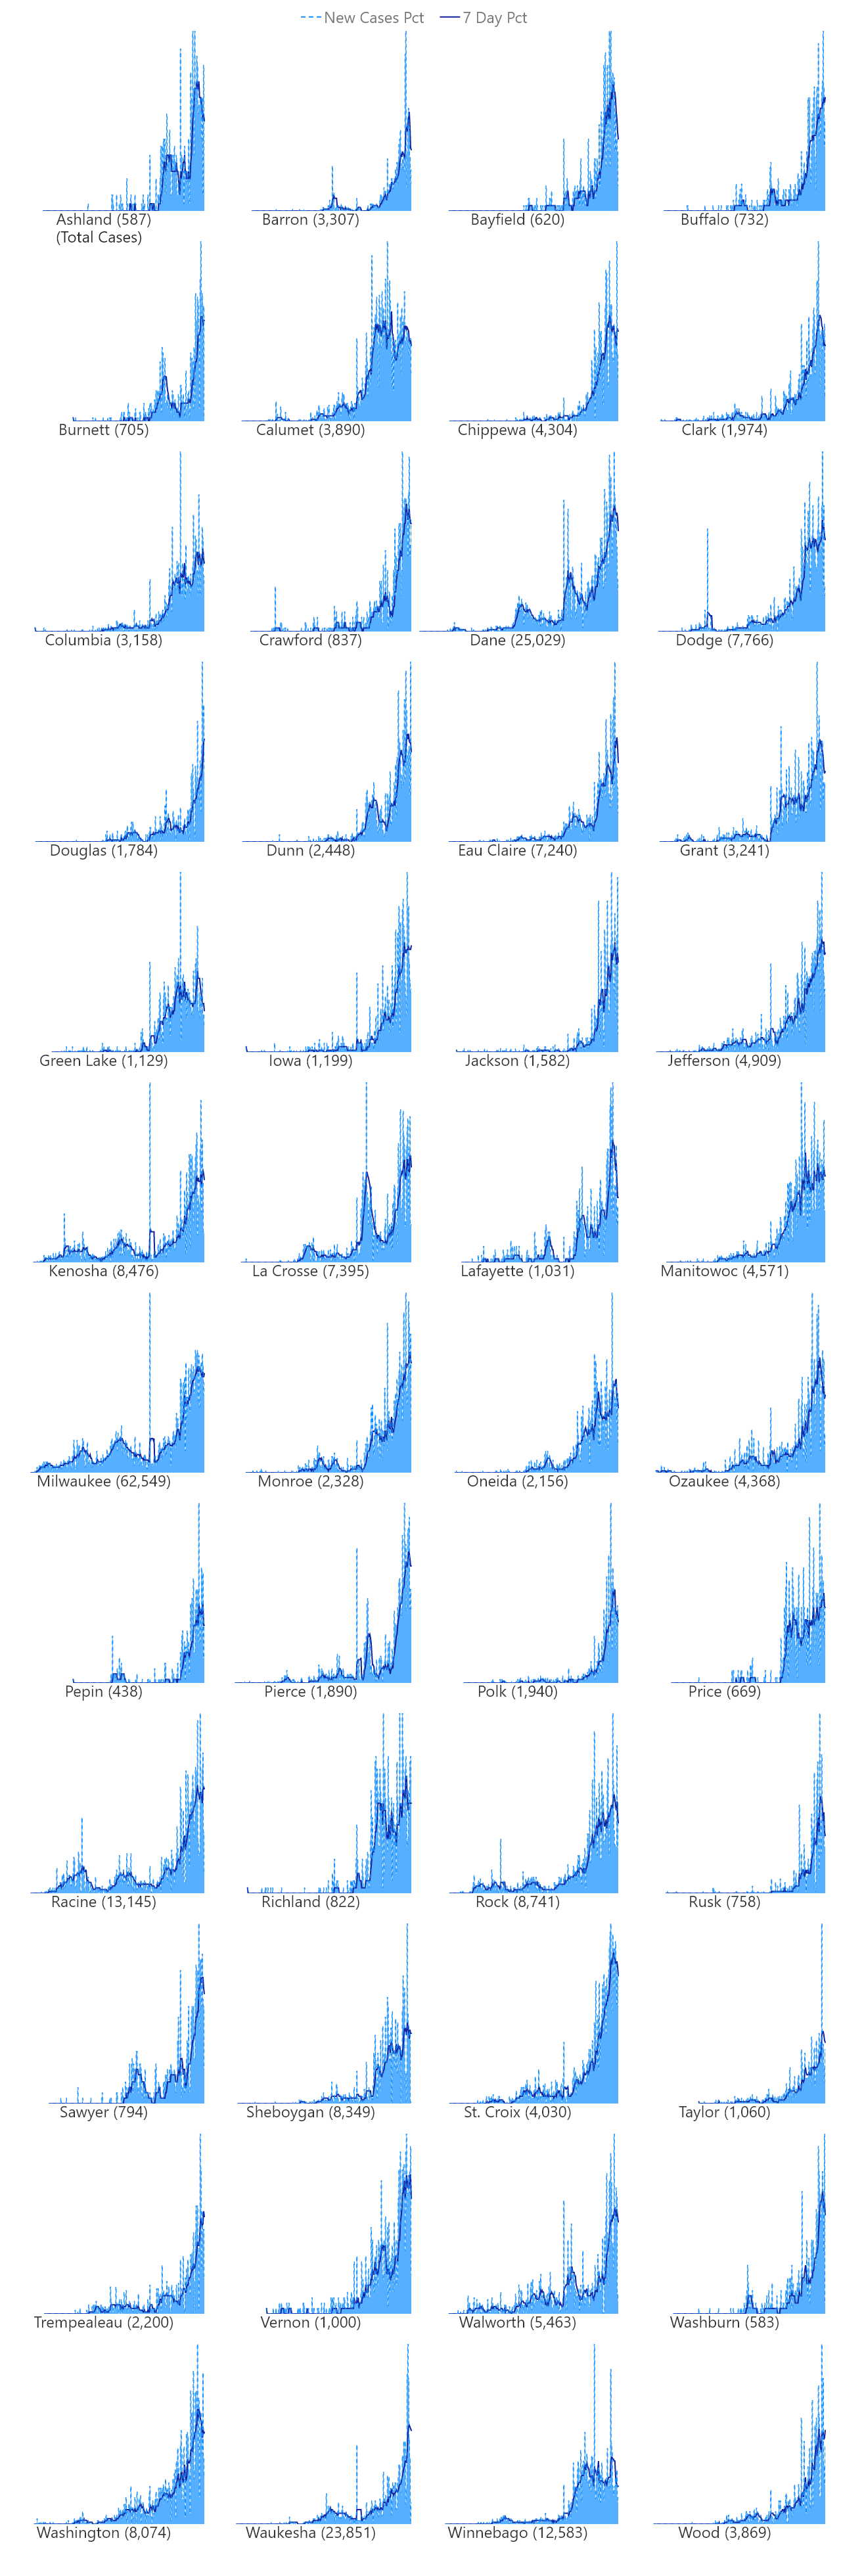 New Cases Pct 7 Day Pct
Ashland (587) Barron (3,307) Bayfield (620) Buffalo (732)
(Total Cases)
Burnett (705) Calumet (3,890) Chippewa (4,304) Clark (1,974)
Columbia (3,158) Crawford (837) Dane (25,029) Dodge (7,766)
Douglas (1,784) Dunn (2,448) Eau Claire (7,240) Grant (3,241)
Green Lake (1,129) Iowa (1,199) Jackson (1,582) Jefferson (4,909)
Kenosha (8,476) La Crosse (7,395) Lafayette (1,031) Manitowoc (4,571)
Milwaukee (62,549) Monroe (2,328) Oneida (2,156) Ozaukee (4,368)
Pepin (438) Pierce (1,890) Polk (1,940) Price (669)
Racine (13,145) Richland (822) Rock (8,741) Rusk (758)
Sawyer (794) Sheboygan (8,349) St. Croix (4,030) Taylor (1,060)
Trempealeau (2,200) Vernon (1,000) Walworth (5,463) Washburn (583)
Washington (8,074) Waukesha (23,851) Winnebago (12,583) Wood (3,869)